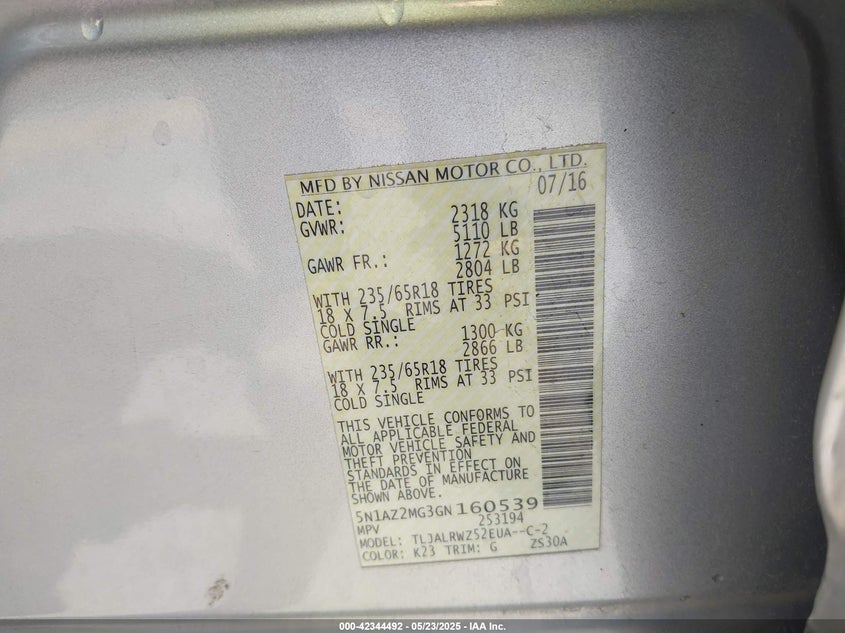 MFD BY NISSAN MOTOR CO., LTD.
DATE: 07/16
GVWR: 2318 KG
5110 LB
GAWR FR.: 1272 KG
2804 LB
WITH 235/65R18 TIRES
18 X 7.5 RIMS AT 33 PSI
COLD SINGLE
GAWR RR.: 1300 KG
2866 LB
WITH 235/65R18 TIRES
18 X 7.5 RIMS AT 33 PSI
COLD SINGLE
THIS VEHICLE CONFORMS TO
ALL APPLICABLE FEDERAL
MOTOR VEHICLE SAFETY AND
THEFT PREVENTION
STANDARDS IN EFFECT ON
THE DATE OF MANUFACTURE
SHOWN ABOVE.
5N1AZ2MG3GN160539
MPV 253194
MODEL: TLJALRWZ52EUA--C-2
COLOR: K23 TRIM: G ZS30A
000-42344492 - 05/23/2025 - IAA Inc.